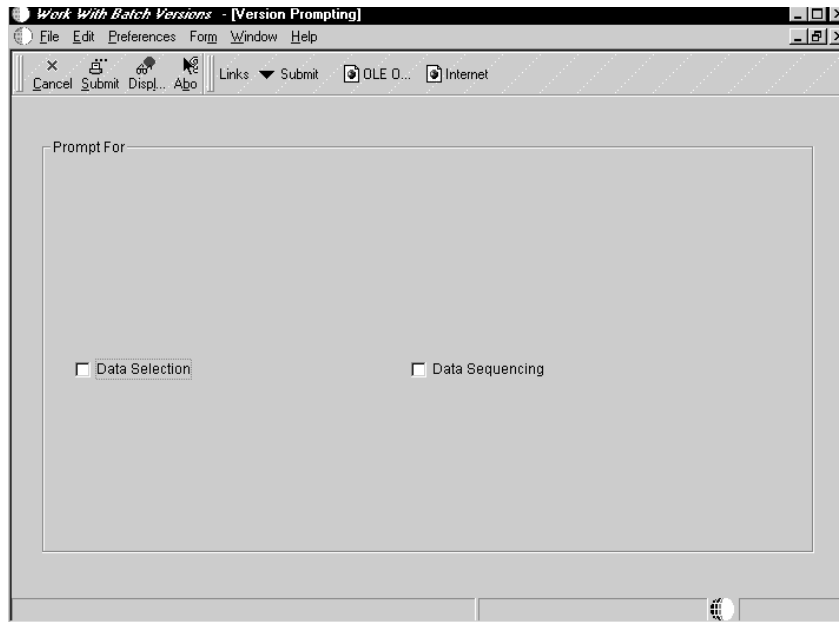 Work With Batch Versions - [Version Prompting]
File Edit Preferences Form Window Help
Cancel Submit Displ... Abo Links Submit OLE O... Internet
Prompt For
Data Selection Data Sequencing